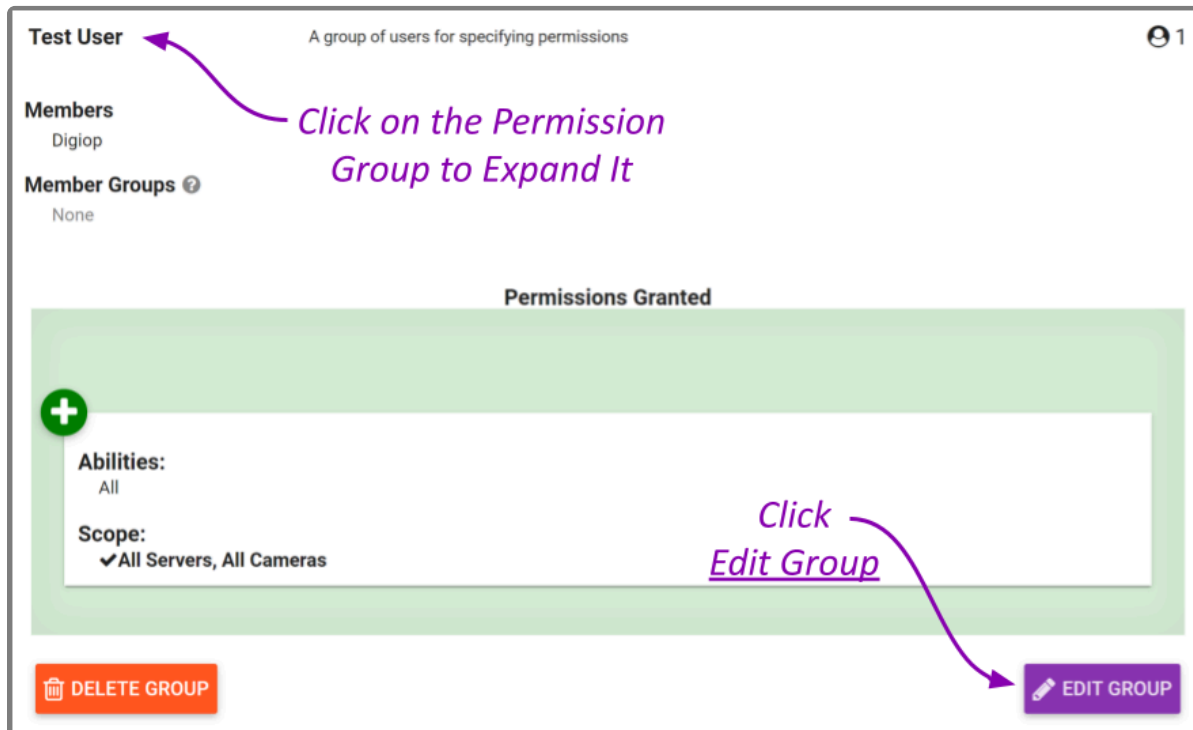 Test User
A group of users for specifying permissions
1
Members
Digiop
Click on the Permission
Group to Expand It
Member Groups
None
Permissions Granted
Abilities:
All
Scope:
All Servers, All Cameras
Click
Edit Group
DELETE GROUP
EDIT GROUP